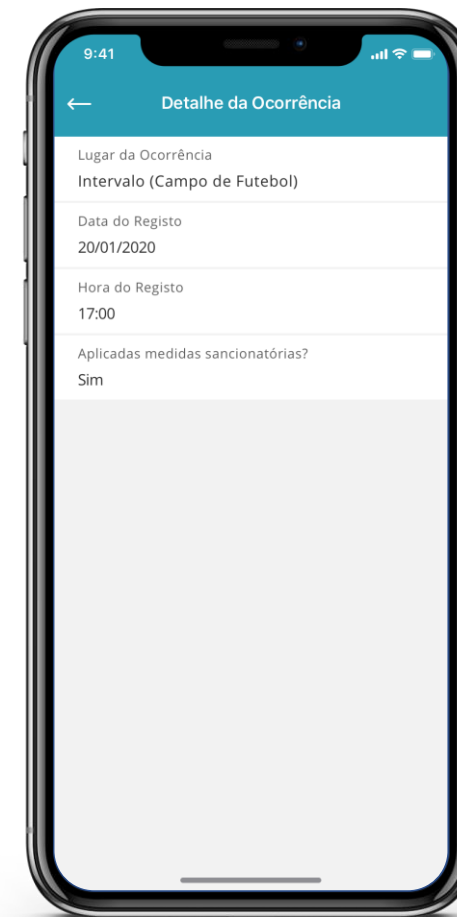 9:41
Detalhe da Ocorrência
Lugar da Ocorrência
Intervalo (Campo de Futebol)
Data do Registo
20/01/2020
Hora do Registo
17:00
Aplicadas medidas sancionatórias?
Sim